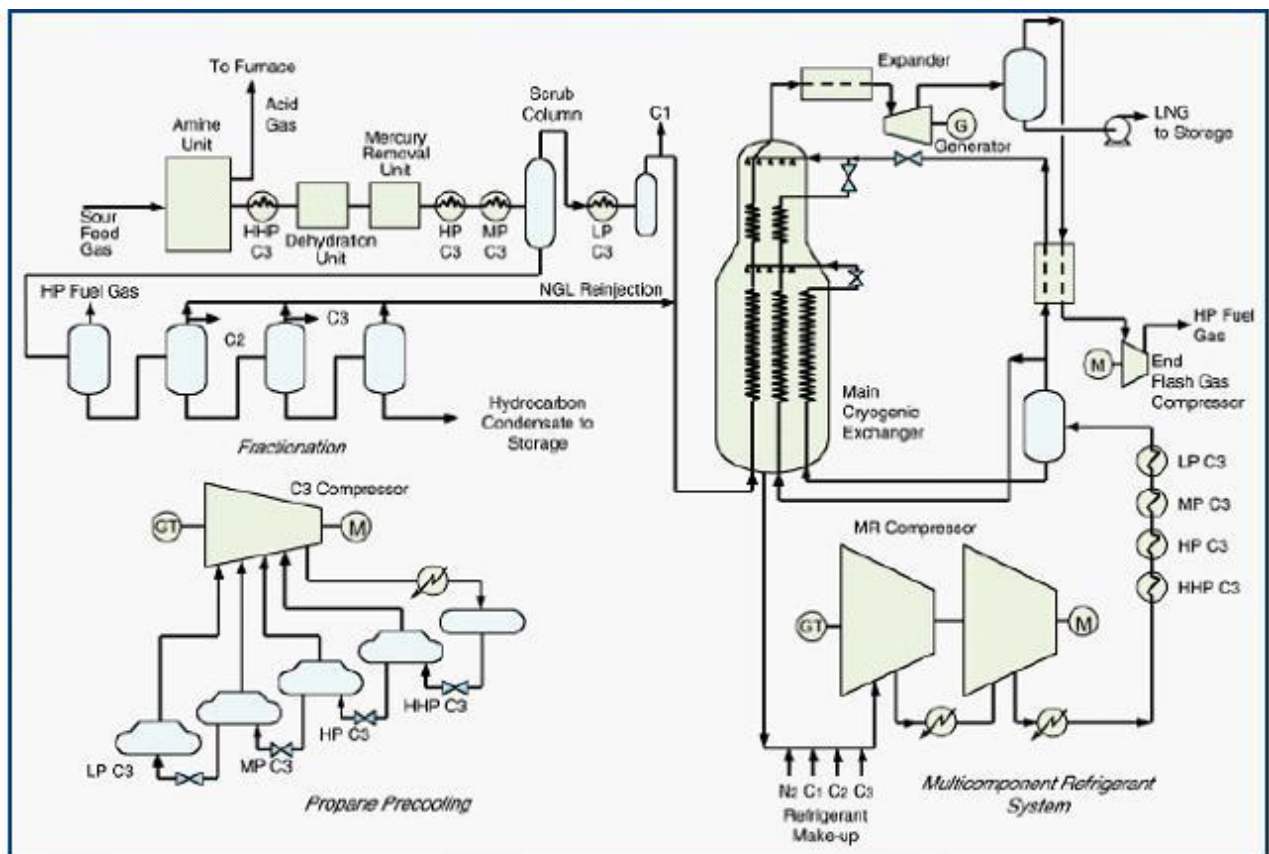 To Furnace
Acid
Gas
Amine
Unit
Mercury
Removal
Unit
Scrub
Column
C1
Sour
Feed
Gas
HHP
C3
Dehydration
Unit
HP
C3
MP
C3
LP
C3
HP Fuel Gas
NGL Reinjection
C2
C3
Hydrocarbon
Condensate to
Storage
Fractionation
Expander
G
Generator
LNG
to Storage
HP Fuel
Gas
M
End
Flash Gas
Compressor
Main
Cryogenic
Exchanger
LP C3
MP C3
HP C3
HHP C3
C3 Compressor
GT
M
HHP C3
HP C3
MP C3
LP C3
Propane Precooling
MR Compressor
GT
M
N2 C1 C2 C3
Refrigerant
Make-up
Multicomponent Refrigerant
System